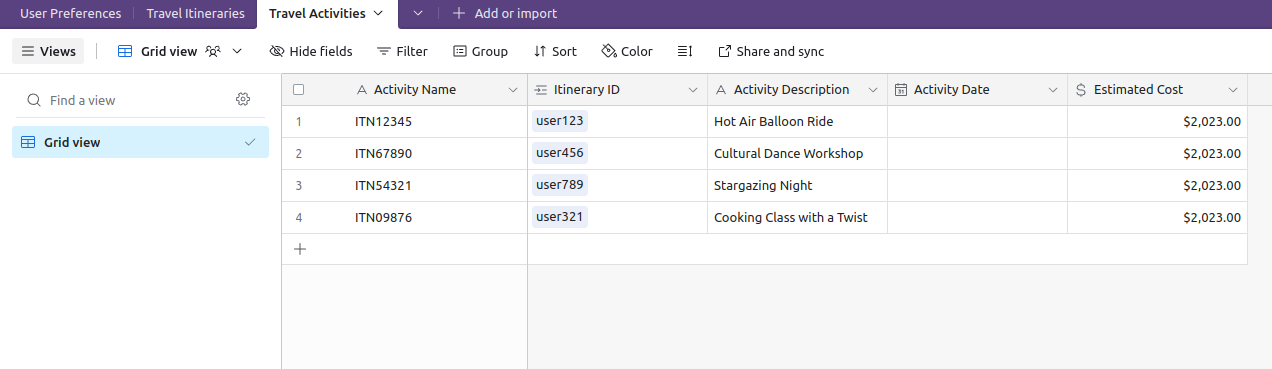 User Preferences Travel Itineraries Travel Activities Add or import
Views Grid view Hide fields Filter Group Sort Color Share and sync
Find a view
Grid view
Activity Name Itinerary ID Activity Description Activity Date Estimated Cost
1 ITN12345 user123 Hot Air Balloon Ride $2,023.00
2 ITN67890 user456 Cultural Dance Workshop $2,023.00
3 ITN54321 user789 Stargazing Night $2,023.00
4 ITN09876 user321 Cooking Class with a Twist $2,023.00